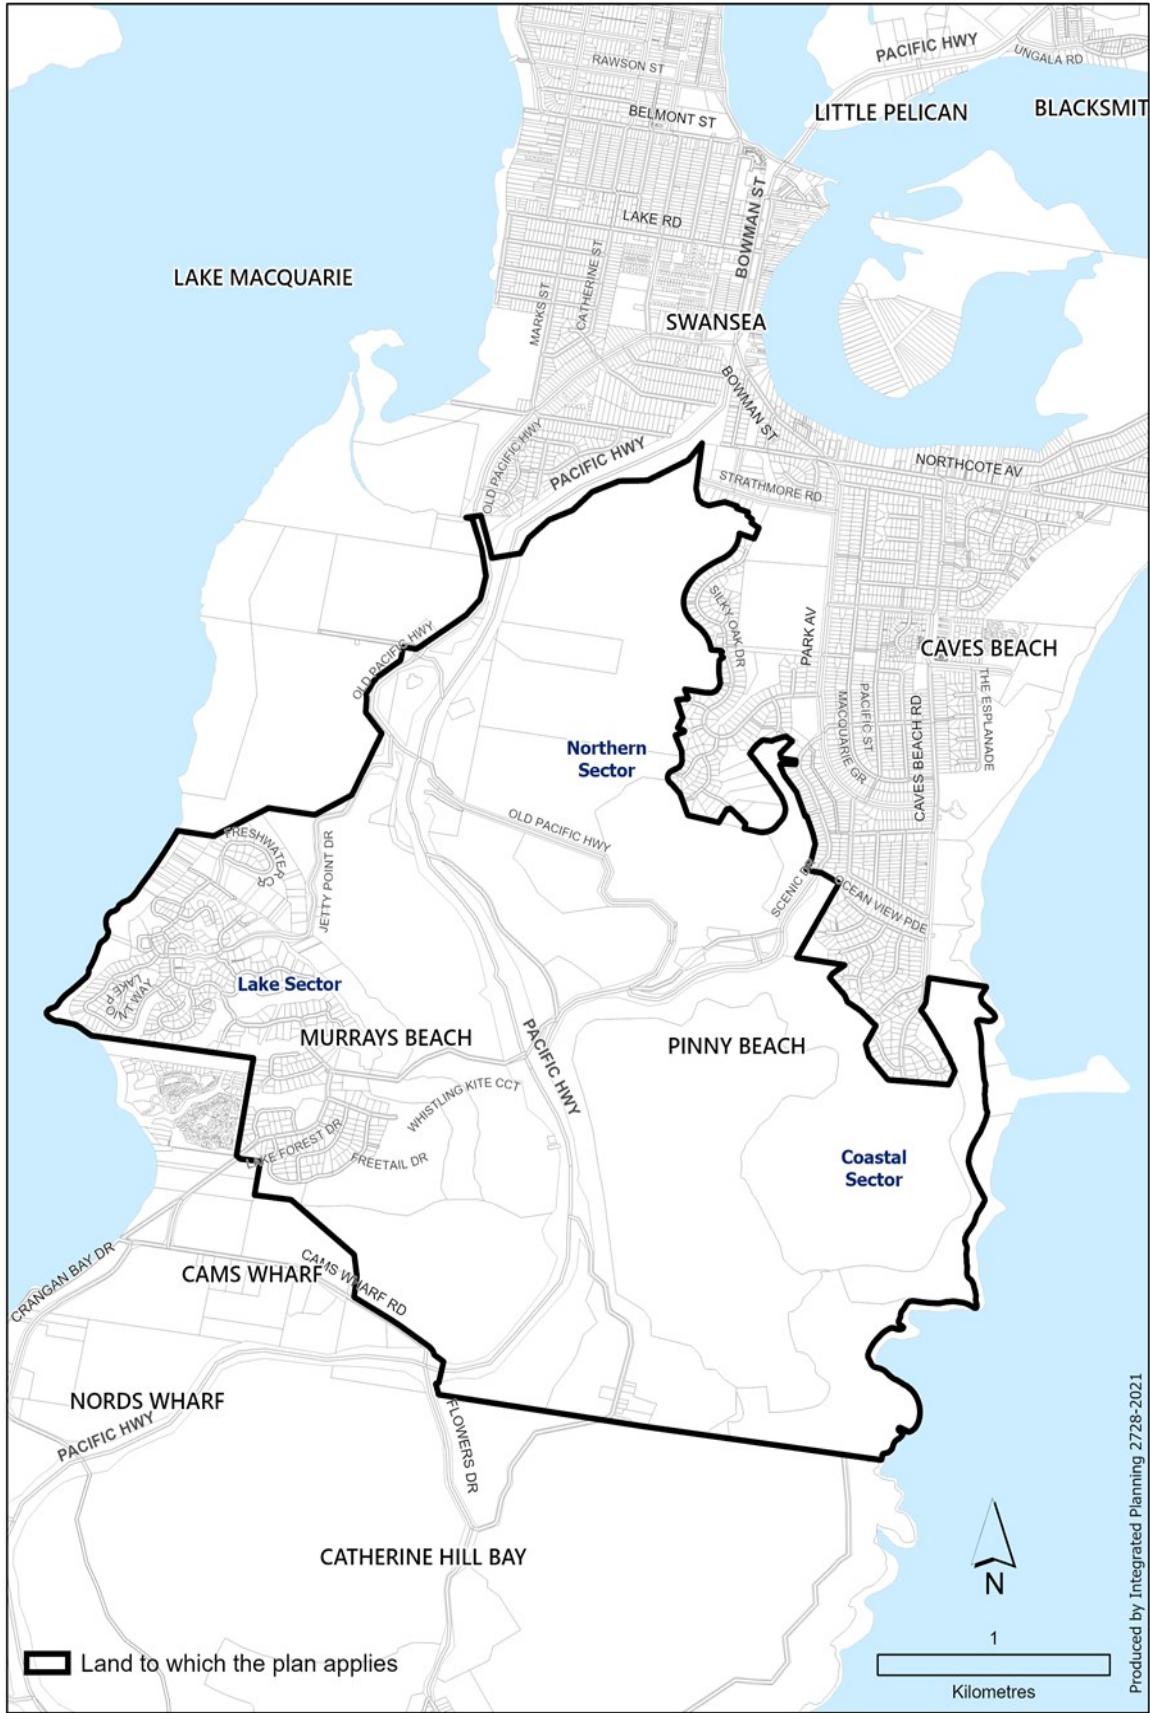 PACIFIC HWY
UNGALA RD
RAWSON ST
LITTLE PELICAN
BLACKSMIT
BELMONT ST
BOWMAN ST
LAKE RD
CATHERINE ST
LAKE MACQUARIE
MARKS ST
SWANSEA
BOWMAN ST
OLD PACIFIC HWY
PACIFIC HWY
NORTHCOTE AV
STRATHMORE RD
SILKY OAK DR
PARK AV
OLD PACIFIC HWY
CAVES BEACH
THE ESPLANADE
PACIFIC ST
MACQUARIE GR
CAVES BEACH RD
Northern
Sector
OLD PACIFIC HWY
FRESHWATER
CR
JETTY POINT DR
SCENIC DR
OCEAN VIEW PDE
LAKE POINT WAY
Lake Sector
MURRAYS BEACH
PACIFIC HWY
PINNY BEACH
WHISTLING KITE CCT
LAKE FOREST DR
FREETAIL DR
Coastal
Sector
CRANGAN BAY DR
CAMS WHARF
CAMS WHARF RD
NORDS WHARF
PACIFIC HWY
FLOWERS DR
CATHERINE HILL BAY
N
Land to which the plan applies
1
Kilometres
Produced by Integrated Planning 2728-2021